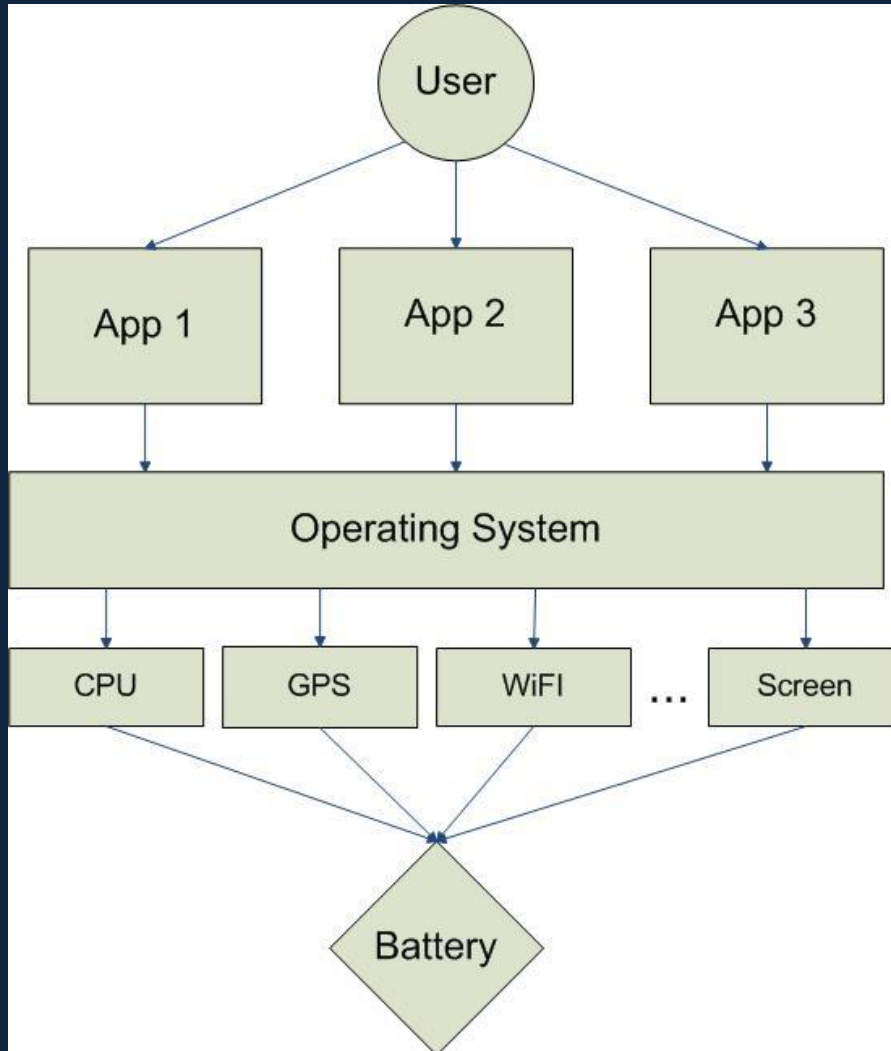 User
App 1
App 2
App 3
Operating System
CPU
GPS
WiFI
...
Screen
Battery